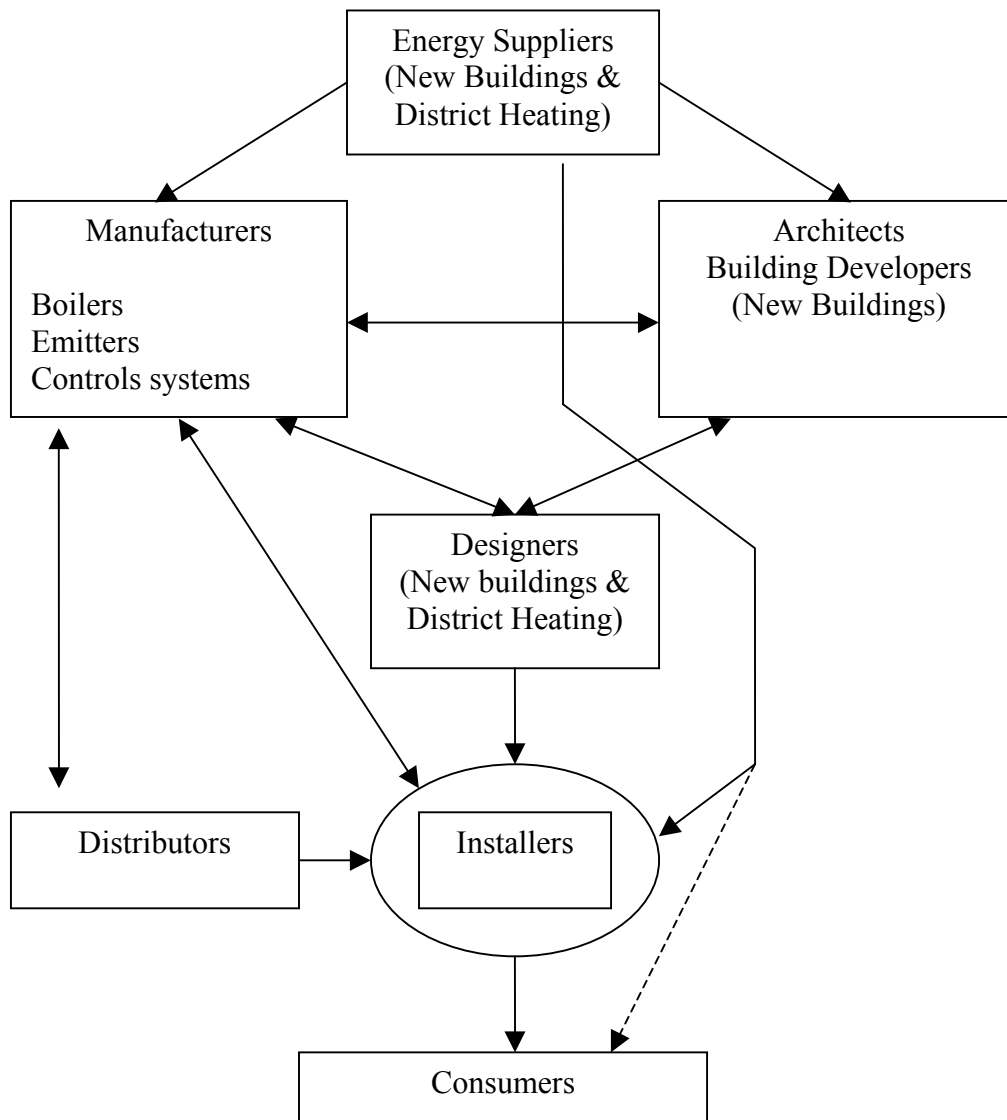 Energy Suppliers
(New Buildings &
District Heating)
Manufacturers
Boilers
Emitters
Controls systems
Architects
Building Developers
(New Buildings)
Designers
(New buildings &
District Heating)
Distributors
Installers
Consumers